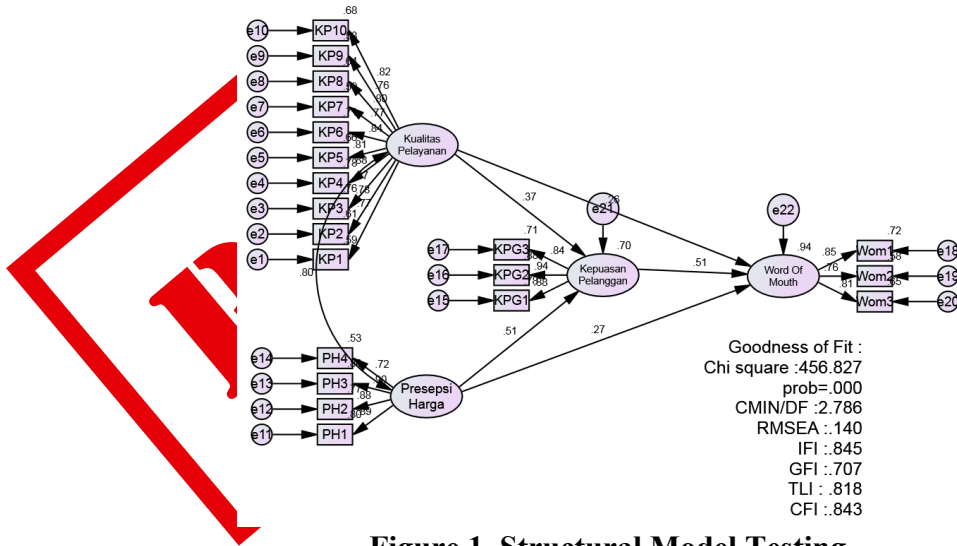 .68
e10 KP10
e9 KP9
.82
e8 KP8
.76
.80
e7 KP7
.77
e6 KP6
.84
Kualitas
Pelayanan
e5 KP5
.81
e4 KP4
e3 KP3
.78
.37
.26
e21
e22
e2 KP2
.77
.61
.71
.72
e1 KP1
.59
e17 KPG3
.84
.70
.94
.85
Wom1 e18
.80
e16 KPG2
.94
Kepuasan
Pelanggan
.51
Word Of
Mouth
.76
Wom2 e19
e15 KPG1
.88
.81
Wom3 e20
.51
.27
.53
e14 PH4
.72
Goodness of Fit :
e13 PH3
Presepsi
Harga
Chi square :456.827
prob=.000
e12 PH2
.88
CMIN/DF :2.786
e11 PH1
.89
RMSEA :.140
IFI :.845
GFI :.707
TLI : .818
CFI :.843
Figure 1. Structural Model Testing